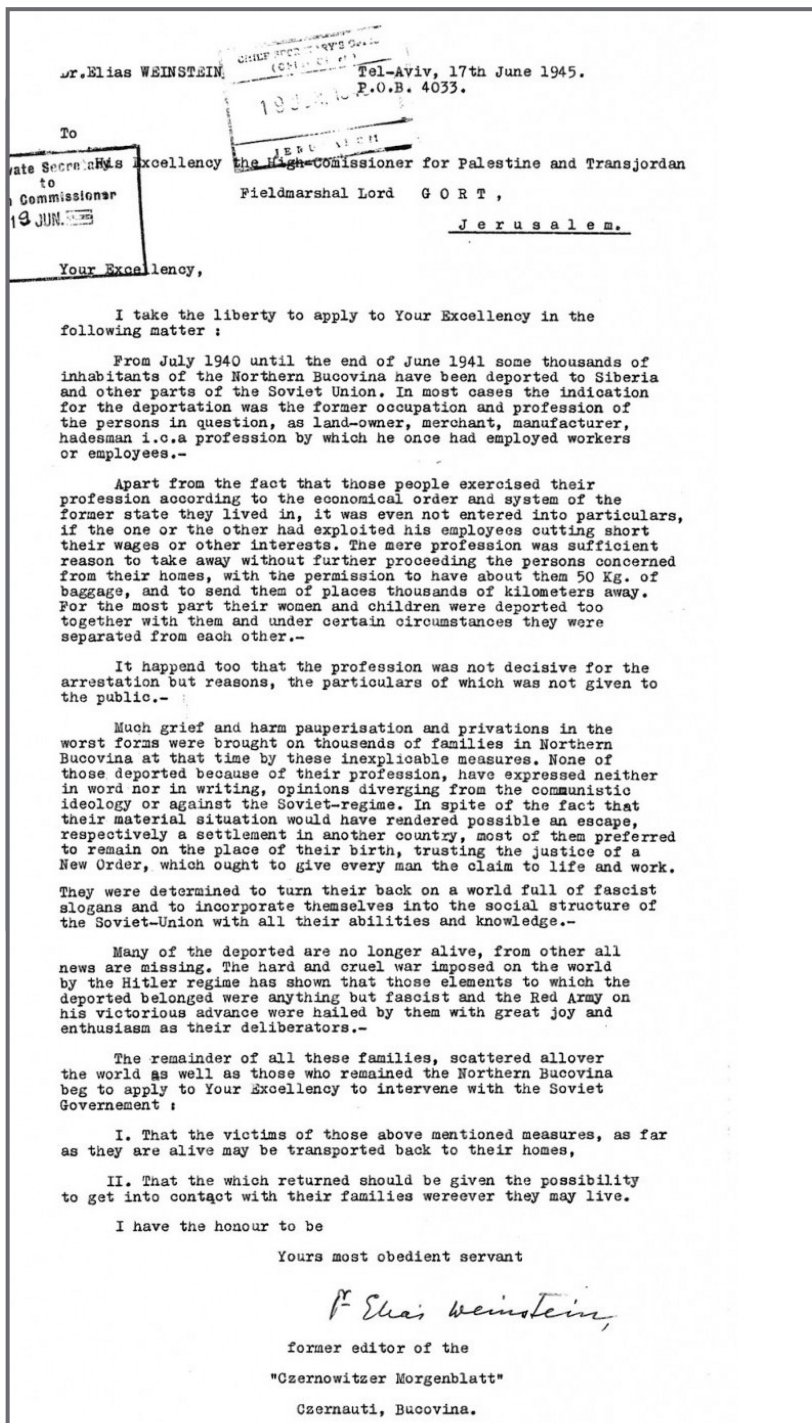 Dr.Elias WEINSTEIN
CHIEF SECRETARY'S
Tel-Aviv, 17th June 1945.
P.O.B. 4033.
19
JERUSALEM
To
His Excellency the High-Comissioner for Palestine and Transjordan
vate Secretary
to
Commissioner
19 JUN.
Fieldmarshal Lord G O R T ,
J e r u s a l e m.
Your Excellency,
I take the liberty to apply to Your Excellency in the
following matter :
From July 1940 until the end of June 1941 some thousands of
inhabitants of the Northern Bucovina have been deported to Siberia
and other parts of the Soviet Union. In most cases the indication
for the deportation was the former occupation and profession of
the persons in question, as land-owner, merchant, manufacturer,
hadesman i.c.a profession by which he once had employed workers
or employees.-
Apart from the fact that those people exercised their
profession according to the economical order and system of the
former state they lived in, it was even not entered into particulars,
if the one or the other had exploited his employees cutting short
their wages or other interests. The mere profession was sufficient
reason to take away without further proceeding the persons concerned
from their homes, with the permission to have about them 50 Kg. of
baggage, and to send them of places thousands of kilometers away.
For the most part their women and children were deported too
together with them and under certain circumstances they were
separated from each other.-
It happend too that the profession was not decisive for the
arrestation but reasons, the particulars of which was not given to
the public.-
Much grief and harm pauperisation and privations in the
worst forms were brought on thousands of families in Northern
Bucovina at that time by these inexplicable measures. None of
those deported because of their profession, have expressed neither
in word nor in writing, opinions diverging from the communistic
ideology or against the Soviet-regime. In spite of the fact that
their material situation would have rendered possible an escape,
respectively a settlement in another country, most of them preferred
to remain on the place of their birth, trusting the justice of a
New Order, which ought to give every man the claim to life and work.
They were determined to turn their back on a world full of fascist
slogans and to incorporate themselves into the social structure of
the Soviet-Union with all their abilities and knowledge.-
Many of the deported are no longer alive, from other all
news are missing. The hard and cruel war imposed on the world
by the Hitler regime has shown that those elements to which the
deported belonged were anything but fascist and the Red Army on
his victorious advance were hailed by them with great joy and
enthusiasm as their deliberators.-
The remainder of all these families, scattered allover
the world as well as those who remained the Northern Bucovina
beg to apply to Your Excellency to intervene with the Soviet
Governement :
I. That the victims of those above mentioned measures, as far
as they are alive may be transported back to their homes,
II. That the which returned should be given the possibility
to get into contact with their families wereever they may live.
I have the honour to be
Yours most obedient servant
Dr Elias Weinstein,
former editor of the
"Czernowitzer Morgenblatt"
Czernauti, Bucovina.